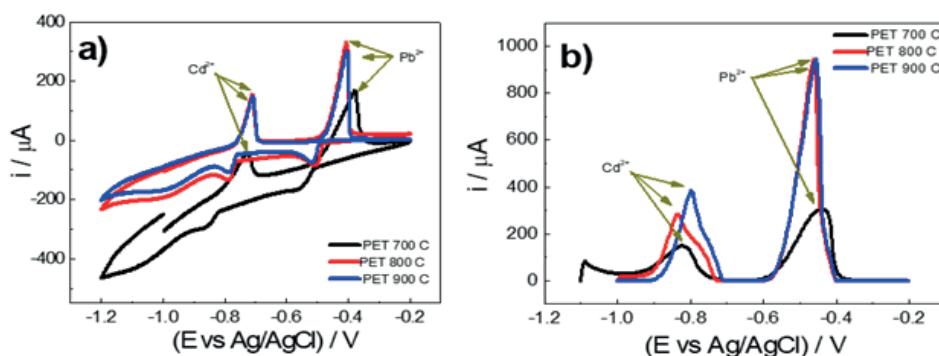 a)
400
200
0
-200
-400
i / µA
Cd²⁺
Pb²⁺
PET 700 C
PET 800 C
PET 900 C
-1.2 -1.0 -0.8 -0.6 -0.4 -0.2
(E vs Ag/AgCl) / V
b)
1000
800
600
400
200
0
i / µA
PET 700 C
PET 800 C
PET 900 C
Pb²⁺
Cd²⁺
-1.2 -1.0 -0.8 -0.6 -0.4 -0.2
(E vs Ag/AgCl) / V